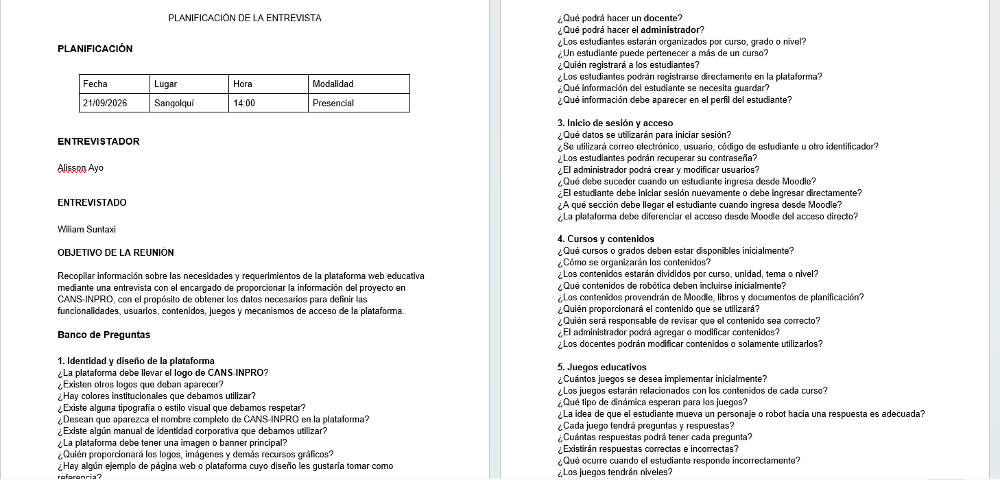 PLANIFICACIÓN DE LA ENTREVISTA
PLANIFICACIÓN
Fecha Lugar Hora Modalidad
21/09/2026 Sangolquí 14:00 Presencial
ENTREVISTADOR
Alisson Ayo
ENTREVISTADO
Wiliam Suntaxi
OBJETIVO DE LA REUNIÓN
Recopilar información sobre las necesidades y requerimientos de la plataforma web educativa
mediante una entrevista con el encargado de proporcionar la información del proyecto en
CANS-INPRO, con el propósito de obtener los datos necesarios para definir las
funcionalidades, usuarios, contenidos, juegos y mecanismos de acceso de la plataforma.
Banco de Preguntas
1. Identidad y diseño de la plataforma
¿La plataforma debe llevar el logo de CANS-INPRO?
¿Existen otros logos que deban aparecer?
¿Hay colores institucionales que debamos utilizar?
¿Existe alguna tipografía o estilo visual que debamos respetar?
¿Desean que aparezca el nombre completo de CANS-INPRO en la plataforma?
¿Existe algún manual de identidad corporativa que debamos utilizar?
¿La plataforma debe tener una imagen o banner principal?
¿Quién proporcionará los logos, imágenes y demás recursos gráficos?
¿Hay algún ejemplo de página web o plataforma cuyo diseño les gustaría tomar como
referencia?
¿Qué podrá hacer un docente?
¿Qué podrá hacer el administrador?
¿Los estudiantes estarán organizados por curso, grado o nivel?
¿Un estudiante puede pertenecer a más de un curso?
¿Quién registrará a los estudiantes?
¿Los estudiantes podrán registrarse directamente en la plataforma?
¿Qué información del estudiante se necesita guardar?
¿Qué información debe aparecer en el perfil del estudiante?
3. Inicio de sesión y acceso
¿Qué datos se utilizarán para iniciar sesión?
¿Se utilizará correo electrónico, usuario, código de estudiante u otro identificador?
¿Los estudiantes podrán recuperar su contraseña?
¿El administrador podrá crear y modificar usuarios?
¿Qué debe suceder cuando un estudiante ingresa desde Moodle?
¿El estudiante debe iniciar sesión nuevamente o debe ingresar directamente?
¿A qué sección debe llegar el estudiante cuando ingresa desde Moodle?
¿La plataforma debe diferenciar el acceso desde Moodle del acceso directo?
4. Cursos y contenidos
¿Qué cursos o grados deben estar disponibles inicialmente?
¿Cómo se organizarán los contenidos?
¿Los contenidos estarán divididos por curso, unidad, tema o nivel?
¿Qué contenidos de robótica deben incluirse inicialmente?
¿Los contenidos provendrán de Moodle, libros y documentos de planificación?
¿Quién proporcionará el contenido que se utilizará?
¿Quién será responsable de revisar que el contenido sea correcto?
¿El administrador podrá agregar o modificar contenidos?
¿Los docentes podrán modificar contenidos o solamente utilizarlos?
5. Juegos educativos
¿Cuántos juegos se desea implementar inicialmente?
¿Los juegos estarán relacionados con los contenidos de cada curso?
¿Qué tipo de dinámica esperan para los juegos?
¿La idea de que el estudiante mueva un personaje o robot hacia una respuesta es adecuada?
¿Cada juego tendrá preguntas y respuestas?
¿Cuántas respuestas podrá tener cada pregunta?
¿Existirán respuestas correctas e incorrectas?
¿Qué ocurre cuando el estudiante responde incorrectamente?
¿Los juegos tendrán niveles?